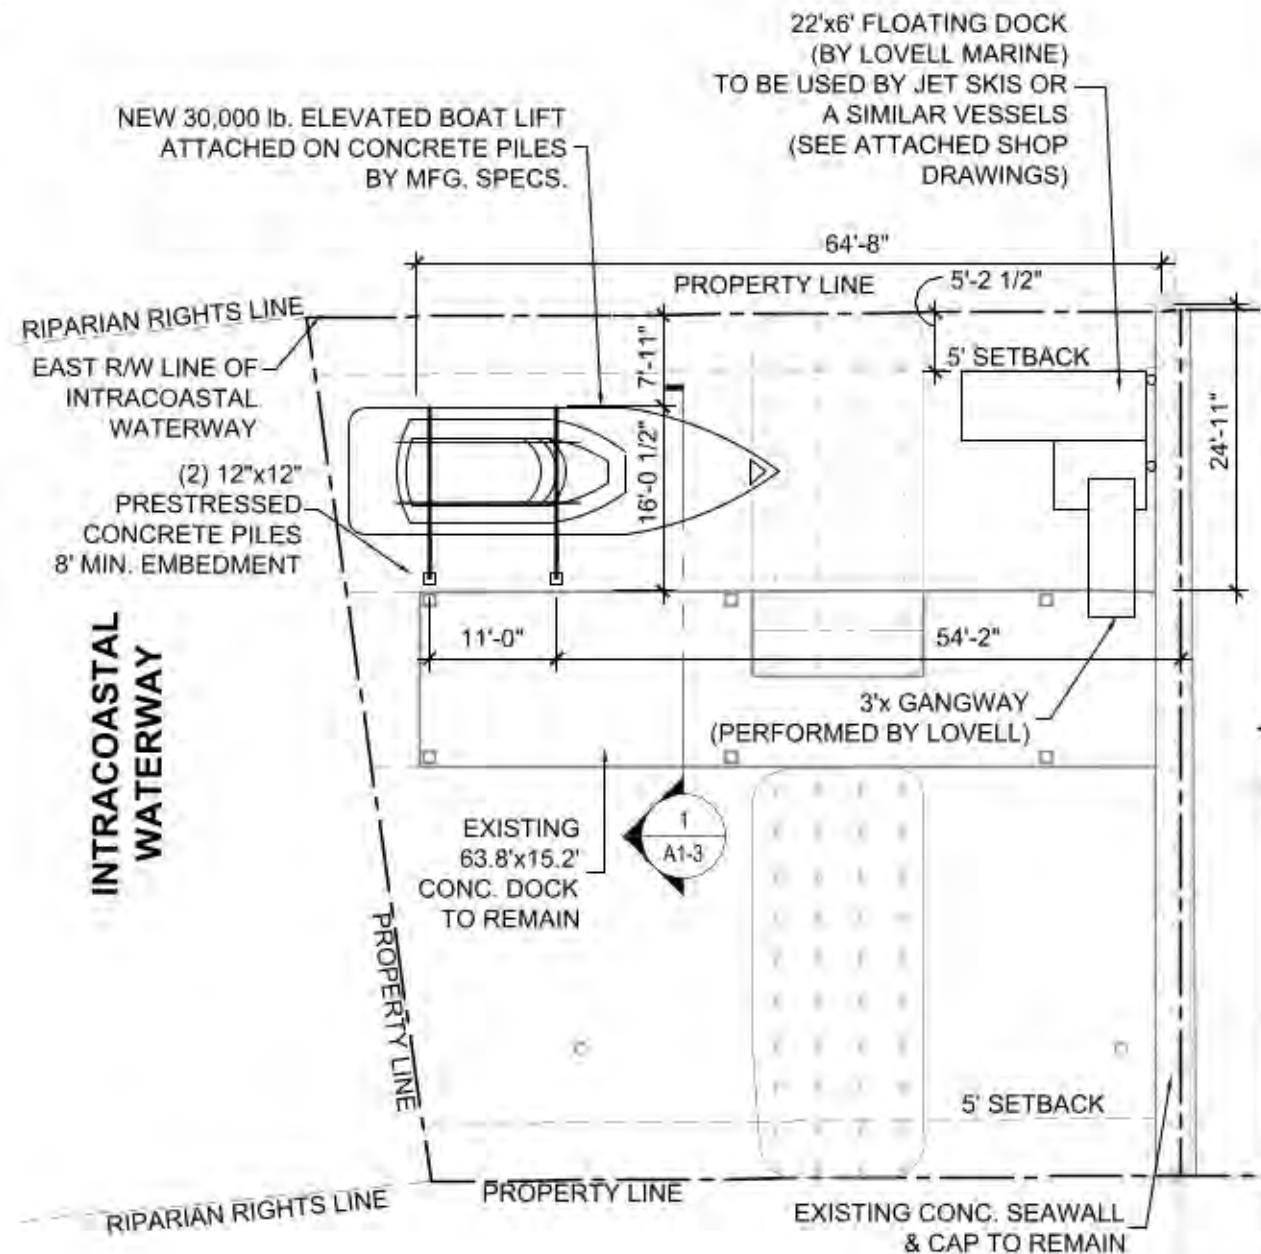 22'x6' FLOATING DOCK
(BY LOVELL MARINE)
TO BE USED BY JET SKIS OR
A SIMILAR VESSELS
(SEE ATTACHED SHOP
DRAWINGS)
NEW 30,000 lb. ELEVATED BOAT LIFT
ATTACHED ON CONCRETE PILES
BY MFG. SPECS.
64'-8"
PROPERTY LINE
5'-2 1/2"
RIPARIAN RIGHTS LINE
EAST R/W LINE OF
INTRACOASTAL
WATERWAY
7'-11"
5' SETBACK
24'-11"
16'-0 1/2"
(2) 12"x12"
PRESTRESSED
CONCRETE PILES
8' MIN. EMBEDMENT
INTRACOASTAL
WATERWAY
11'-0"
54'-2"
3'x GANGWAY
(PERFORMED BY LOVELL)
EXISTING
63.8'x15.2'
CONC. DOCK
TO REMAIN
1
A1-3
PROPERTY LINE
5' SETBACK
RIPARIAN RIGHTS LINE
PROPERTY LINE
EXISTING CONC. SEAWALL
& CAP TO REMAIN